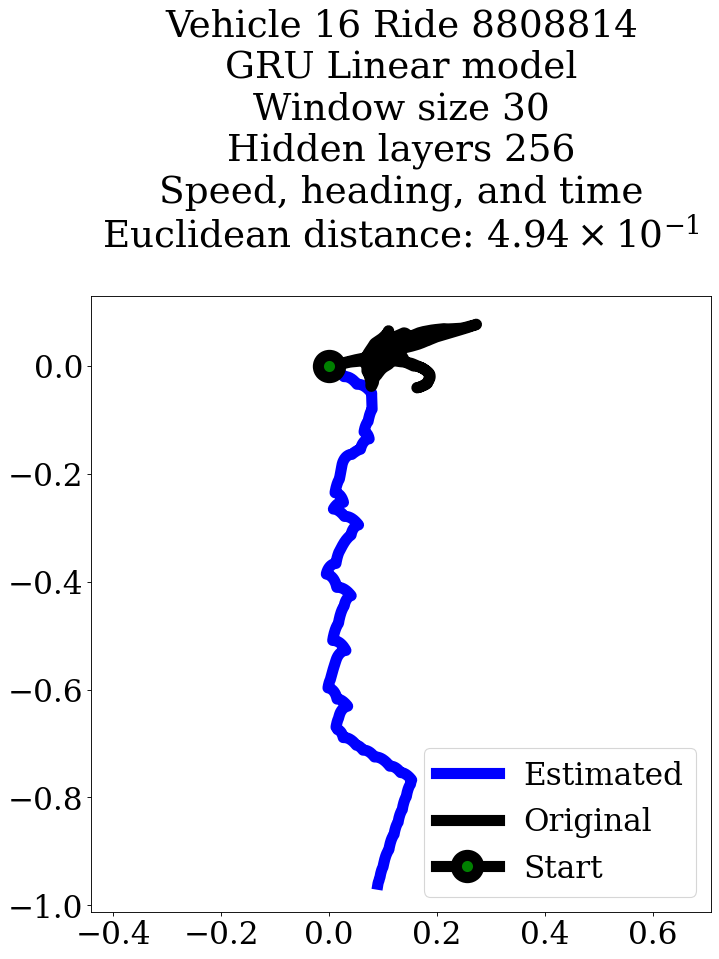 Vehicle 16 Ride 8808814
GRU Linear model
Window size 30
Hidden layers 256
Speed, heading, and time
Euclidean distance: 4.94 × 10⁻¹
0.0
−0.2
−0.4
−0.6
−0.8
−1.0
−0.4 −0.2 0.0 0.2 0.4 0.6
Estimated
Original
Start